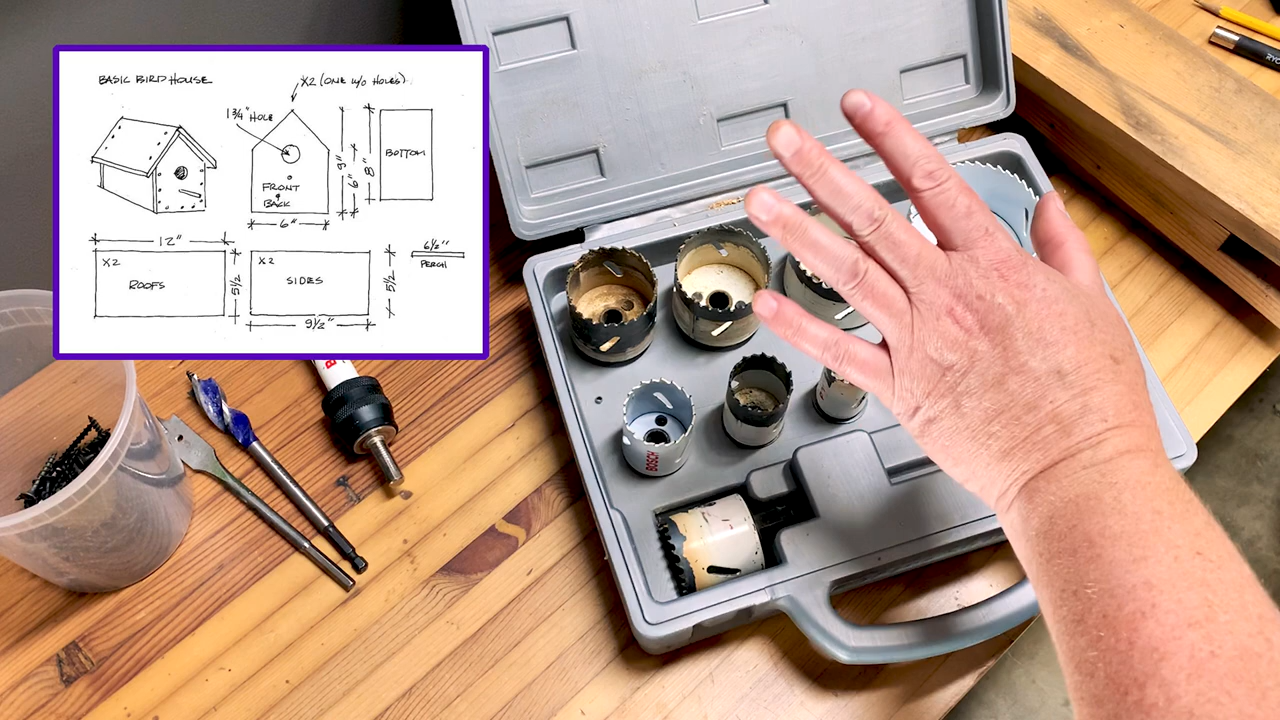 BASIC BIRD HOUSE
X2 (ONE W/O HOLES)
1 3/4" HOLE
FRONT
BACK
6"
9"
6"
8"
BOTTOM
12"
X2
ROOFS
5 1/2
X2
SIDES
9 1/2"
5 1/2
6 1/2"
PERCH
BOSCH
RYO